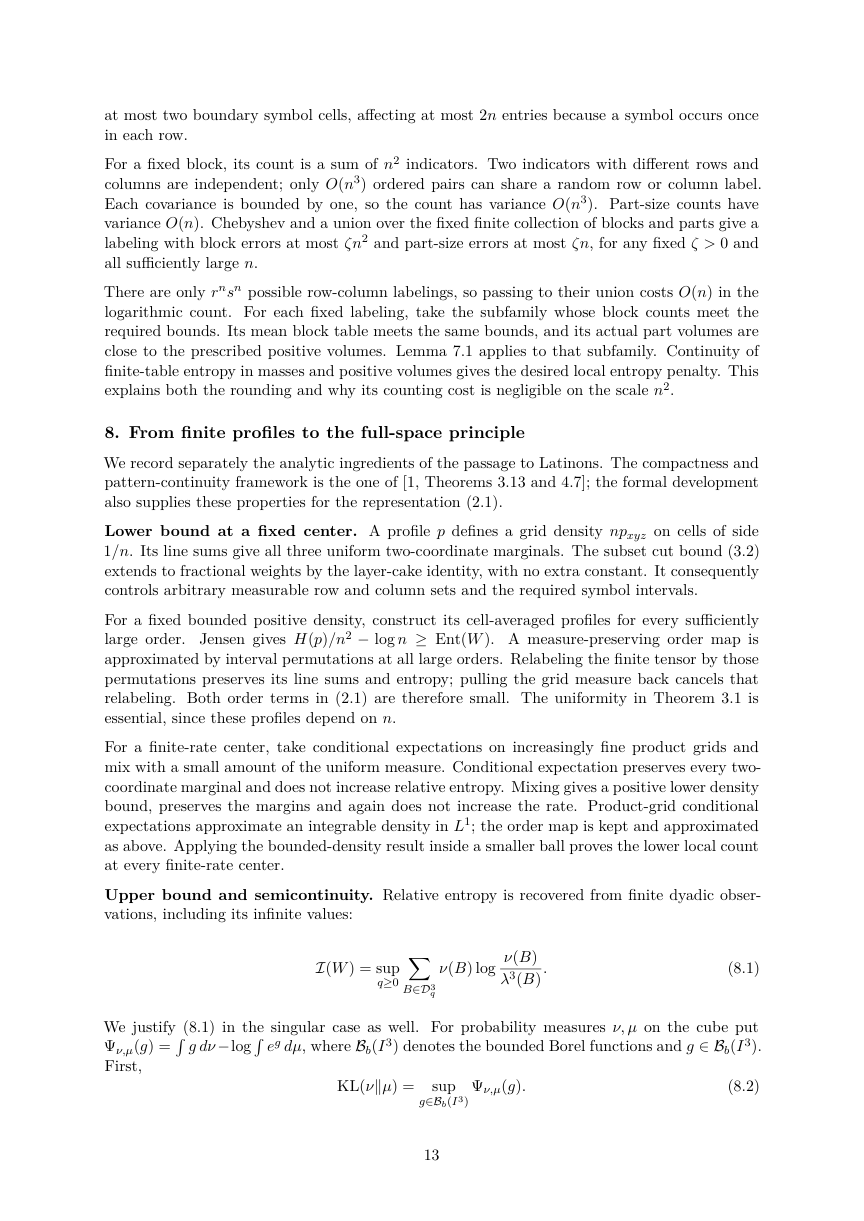 at most two boundary symbol cells, affecting at most 2n entries because a symbol occurs once
in each row.
For a fixed block, its count is a sum of n² indicators. Two indicators with different rows and
columns are independent; only O(n³) ordered pairs can share a random row or column label.
Each covariance is bounded by one, so the count has variance O(n³). Part-size counts have
variance O(n). Chebyshev and a union over the fixed finite collection of blocks and parts give a
labeling with block errors at most ζn² and part-size errors at most ζn, for any fixed ζ > 0 and
all sufficiently large n.
There are only rⁿsⁿ possible row-column labelings, so passing to their union costs O(n) in the
logarithmic count. For each fixed labeling, take the subfamily whose block counts meet the
required bounds. Its mean block table meets the same bounds, and its actual part volumes are
close to the prescribed positive volumes. Lemma 7.1 applies to that subfamily. Continuity of
finite-table entropy in masses and positive volumes gives the desired local entropy penalty. This
explains both the rounding and why its counting cost is negligible on the scale n².
8. From finite profiles to the full-space principle
We record separately the analytic ingredients of the passage to Latinons. The compactness and
pattern-continuity framework is the one of [1, Theorems 3.13 and 4.7]; the formal development
also supplies these properties for the representation (2.1).
Lower bound at a fixed center. A profile p defines a grid density np_{xyz} on cells of side
1/n. Its line sums give all three uniform two-coordinate marginals. The subset cut bound (3.2)
extends to fractional weights by the layer-cake identity, with no extra constant. It consequently
controls arbitrary measurable row and column sets and the required symbol intervals.
For a fixed bounded positive density, construct its cell-averaged profiles for every sufficiently
large order. Jensen gives H(p)/n² − log n ≥ Ent(W). A measure-preserving order map is
approximated by interval permutations at all large orders. Relabeling the finite tensor by those
permutations preserves its line sums and entropy; pulling the grid measure back cancels that
relabeling. Both order terms in (2.1) are therefore small. The uniformity in Theorem 3.1 is
essential, since these profiles depend on n.
For a finite-rate center, take conditional expectations on increasingly fine product grids and
mix with a small amount of the uniform measure. Conditional expectation preserves every two-
coordinate marginal and does not increase relative entropy. Mixing gives a positive lower density
bound, preserves the margins and again does not increase the rate. Product-grid conditional
expectations approximate an integrable density in L¹; the order map is kept and approximated
as above. Applying the bounded-density result inside a smaller ball proves the lower local count
at every finite-rate center.
Upper bound and semicontinuity. Relative entropy is recovered from finite dyadic obser-
vations, including its infinite values:
ℐ(W) = sup_{q≥0} ∑_{B∈𝒟_q³} ν(B) log ν(B)/λ³(B). (8.1)
We justify (8.1) in the singular case as well. For probability measures ν, μ on the cube put
Ψ_{ν,μ}(g) = ∫ g dν − log ∫ e^g dμ, where ℬ_b(I³) denotes the bounded Borel functions and g ∈ ℬ_b(I³).
First,
KL(ν‖μ) = sup_{g∈ℬ_b(I³)} Ψ_{ν,μ}(g). (8.2)
13